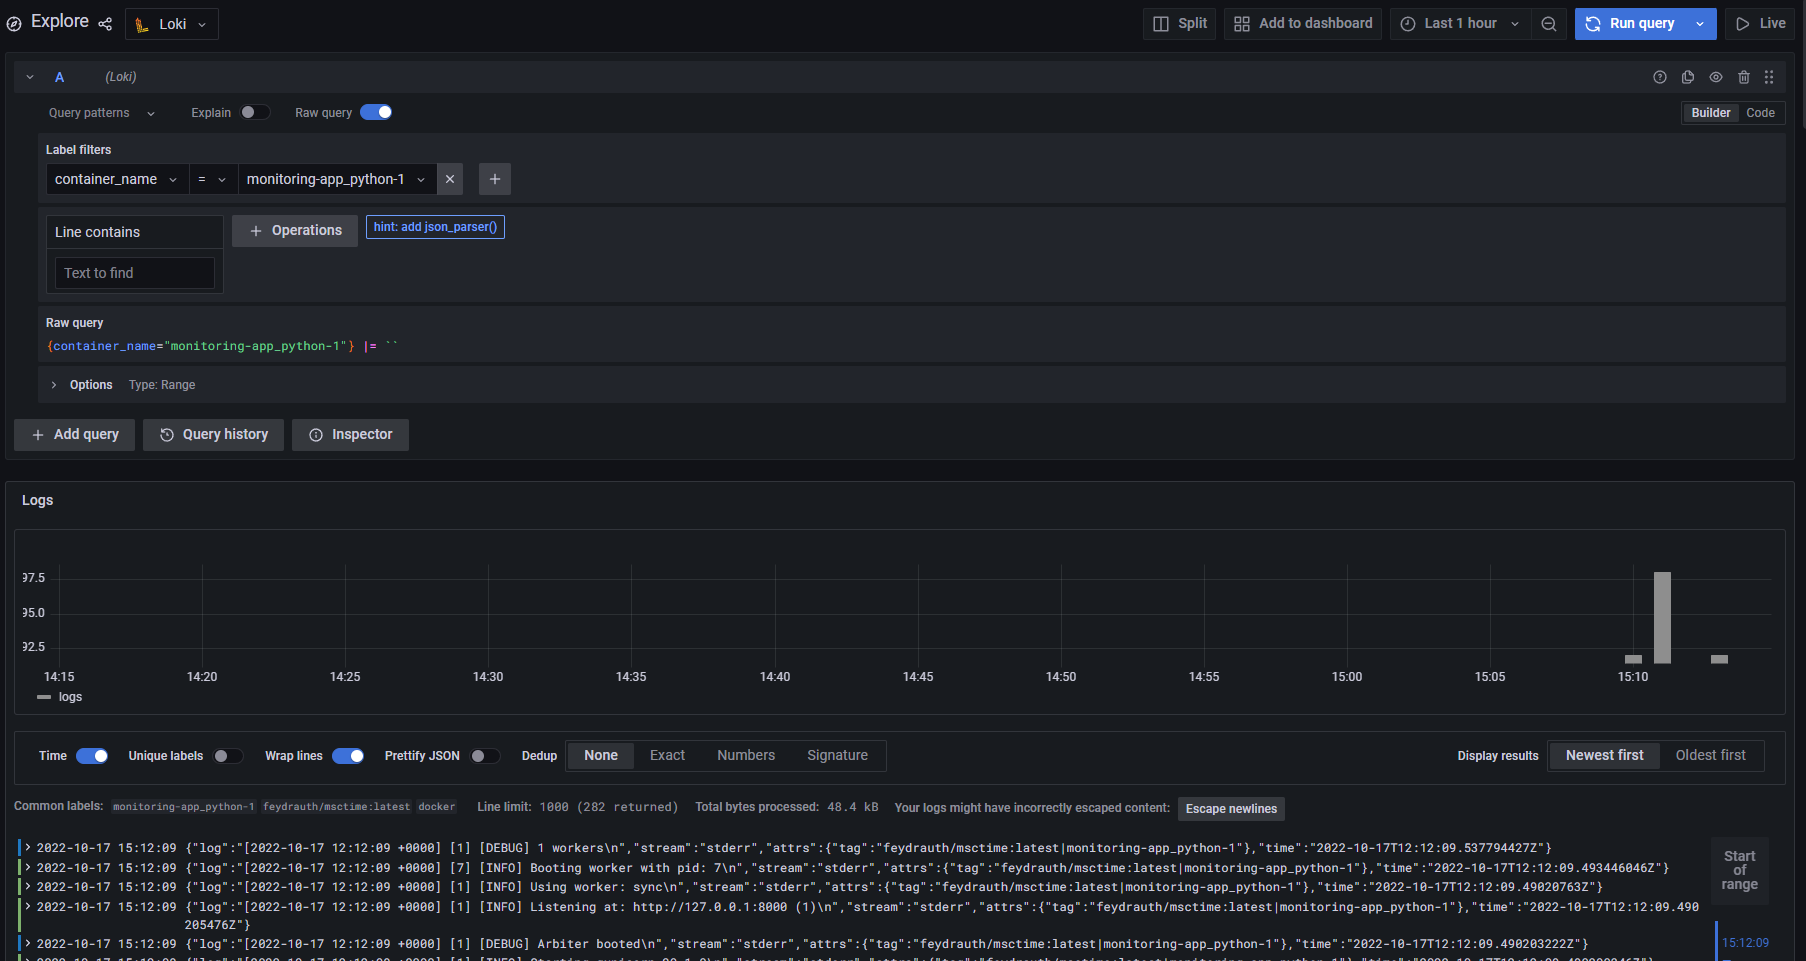 Explore Loki Split Add to dashboard Last 1 hour Run query Live
A (Loki)
Query patterns Explain Raw query Builder Code
Label filters
container_name = monitoring-app_python-1 × +
Line contains + Operations hint: add json_parser()
Text to find
Raw query
{container_name="monitoring-app_python-1"} |= ``
Options Type: Range
+ Add query Query history Inspector
Logs
97.5
95.0
92.5
14:15 14:20 14:25 14:30 14:35 14:40 14:45 14:50 14:55 15:00 15:05 15:10
logs
Time Unique labels Wrap lines Prettify JSON Dedup None Exact Numbers Signature Display results Newest first Oldest first
Common labels: monitoring-app_python-1 feydrauth/msctime:latest docker Line limit: 1000 (282 returned) Total bytes processed: 48.4 kB Your logs might have incorrectly escaped content: Escape newlines
2022-10-17 15:12:09 {"log":"[2022-10-17 12:12:09 +0000] [1] [DEBUG] 1 workers\n","stream":"stderr","attrs":{"tag":"feydrauth/msctime:latest|monitoring-app_python-1"},"time":"2022-10-17T12:12:09.537794427Z"}
2022-10-17 15:12:09 {"log":"[2022-10-17 12:12:09 +0000] [7] [INFO] Booting worker with pid: 7\n","stream":"stderr","attrs":{"tag":"feydrauth/msctime:latest|monitoring-app_python-1"},"time":"2022-10-17T12:12:09.493446046Z"}
2022-10-17 15:12:09 {"log":"[2022-10-17 12:12:09 +0000] [1] [INFO] Using worker: sync\n","stream":"stderr","attrs":{"tag":"feydrauth/msctime:latest|monitoring-app_python-1"},"time":"2022-10-17T12:12:09.49020763Z"}
2022-10-17 15:12:09 {"log":"[2022-10-17 12:12:09 +0000] [1] [INFO] Listening at: http://127.0.0.1:8000 (1)\n","stream":"stderr","attrs":{"tag":"feydrauth/msctime:latest|monitoring-app_python-1"},"time":"2022-10-17T12:12:09.490
205476Z"}
2022-10-17 15:12:09 {"log":"[2022-10-17 12:12:09 +0000] [1] [DEBUG] Arbiter booted\n","stream":"stderr","attrs":{"tag":"feydrauth/msctime:latest|monitoring-app_python-1"},"time":"2022-10-17T12:12:09.490203222Z"}
Start
of
range
15:12:09